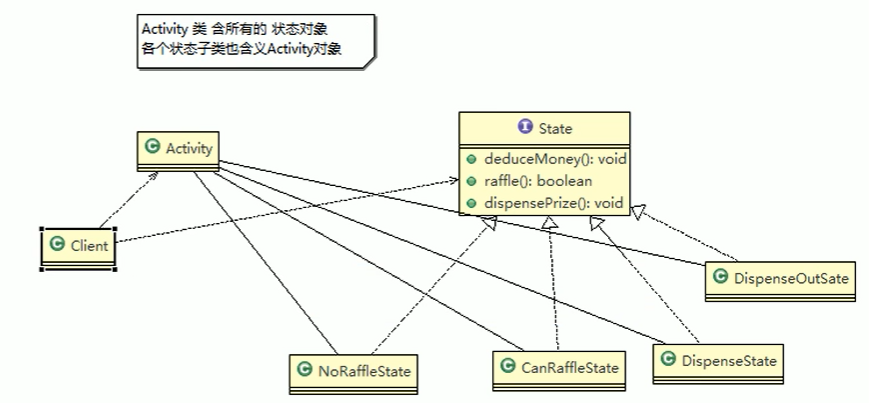 Activity 类 含所有的 状态对象
各个状态子类也含义Activity对象
Activity
State
deduceMoney(): void
raffle(): boolean
dispensePrize(): void
Client
DispenseOutSate
NoRaffleState
CanRaffleState
DispenseState